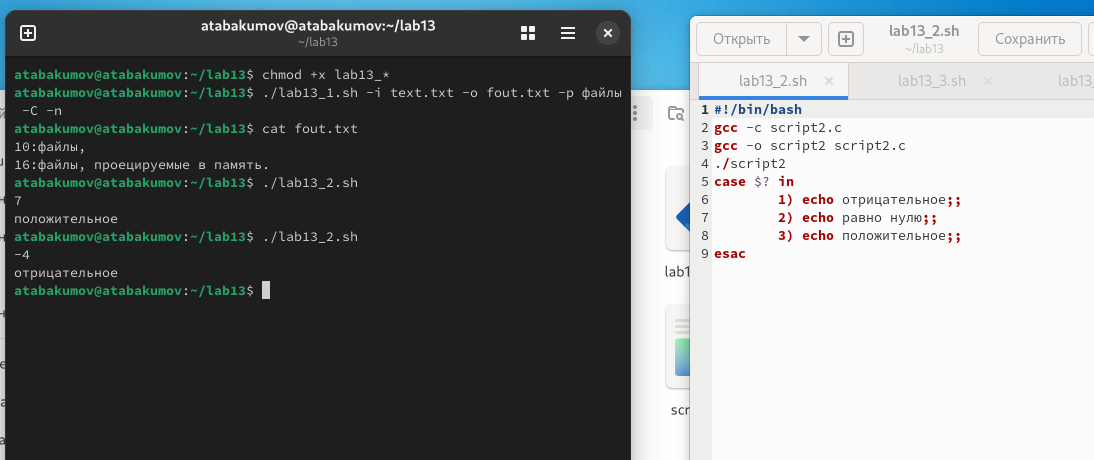 atabakumov@atabakumov:~/lab13
~/lab13
atabakumov@atabakumov:~/lab13$ chmod +x lab13_*
atabakumov@atabakumov:~/lab13$ ./lab13_1.sh -i text.txt -o fout.txt -p файлы
-C -n
atabakumov@atabakumov:~/lab13$ cat fout.txt
10:файлы,
16:файлы, проецируемые в память.
atabakumov@atabakumov:~/lab13$ ./lab13_2.sh
7
положительное
atabakumov@atabakumov:~/lab13$ ./lab13_2.sh
-4
отрицательное
atabakumov@atabakumov:~/lab13$
Открыть
lab13_2.sh
~/lab13
Сохранить
lab13_2.sh
lab13_3.sh
lab13
1 #!/bin/bash
2 gcc -c script2.c
3 gcc -o script2 script2.c
4 ./script2
5 case $? in
6 1) echo отрицательное;;
7 2) echo равно нулю;;
8 3) echo положительное;;
9 esac
lab1
scr